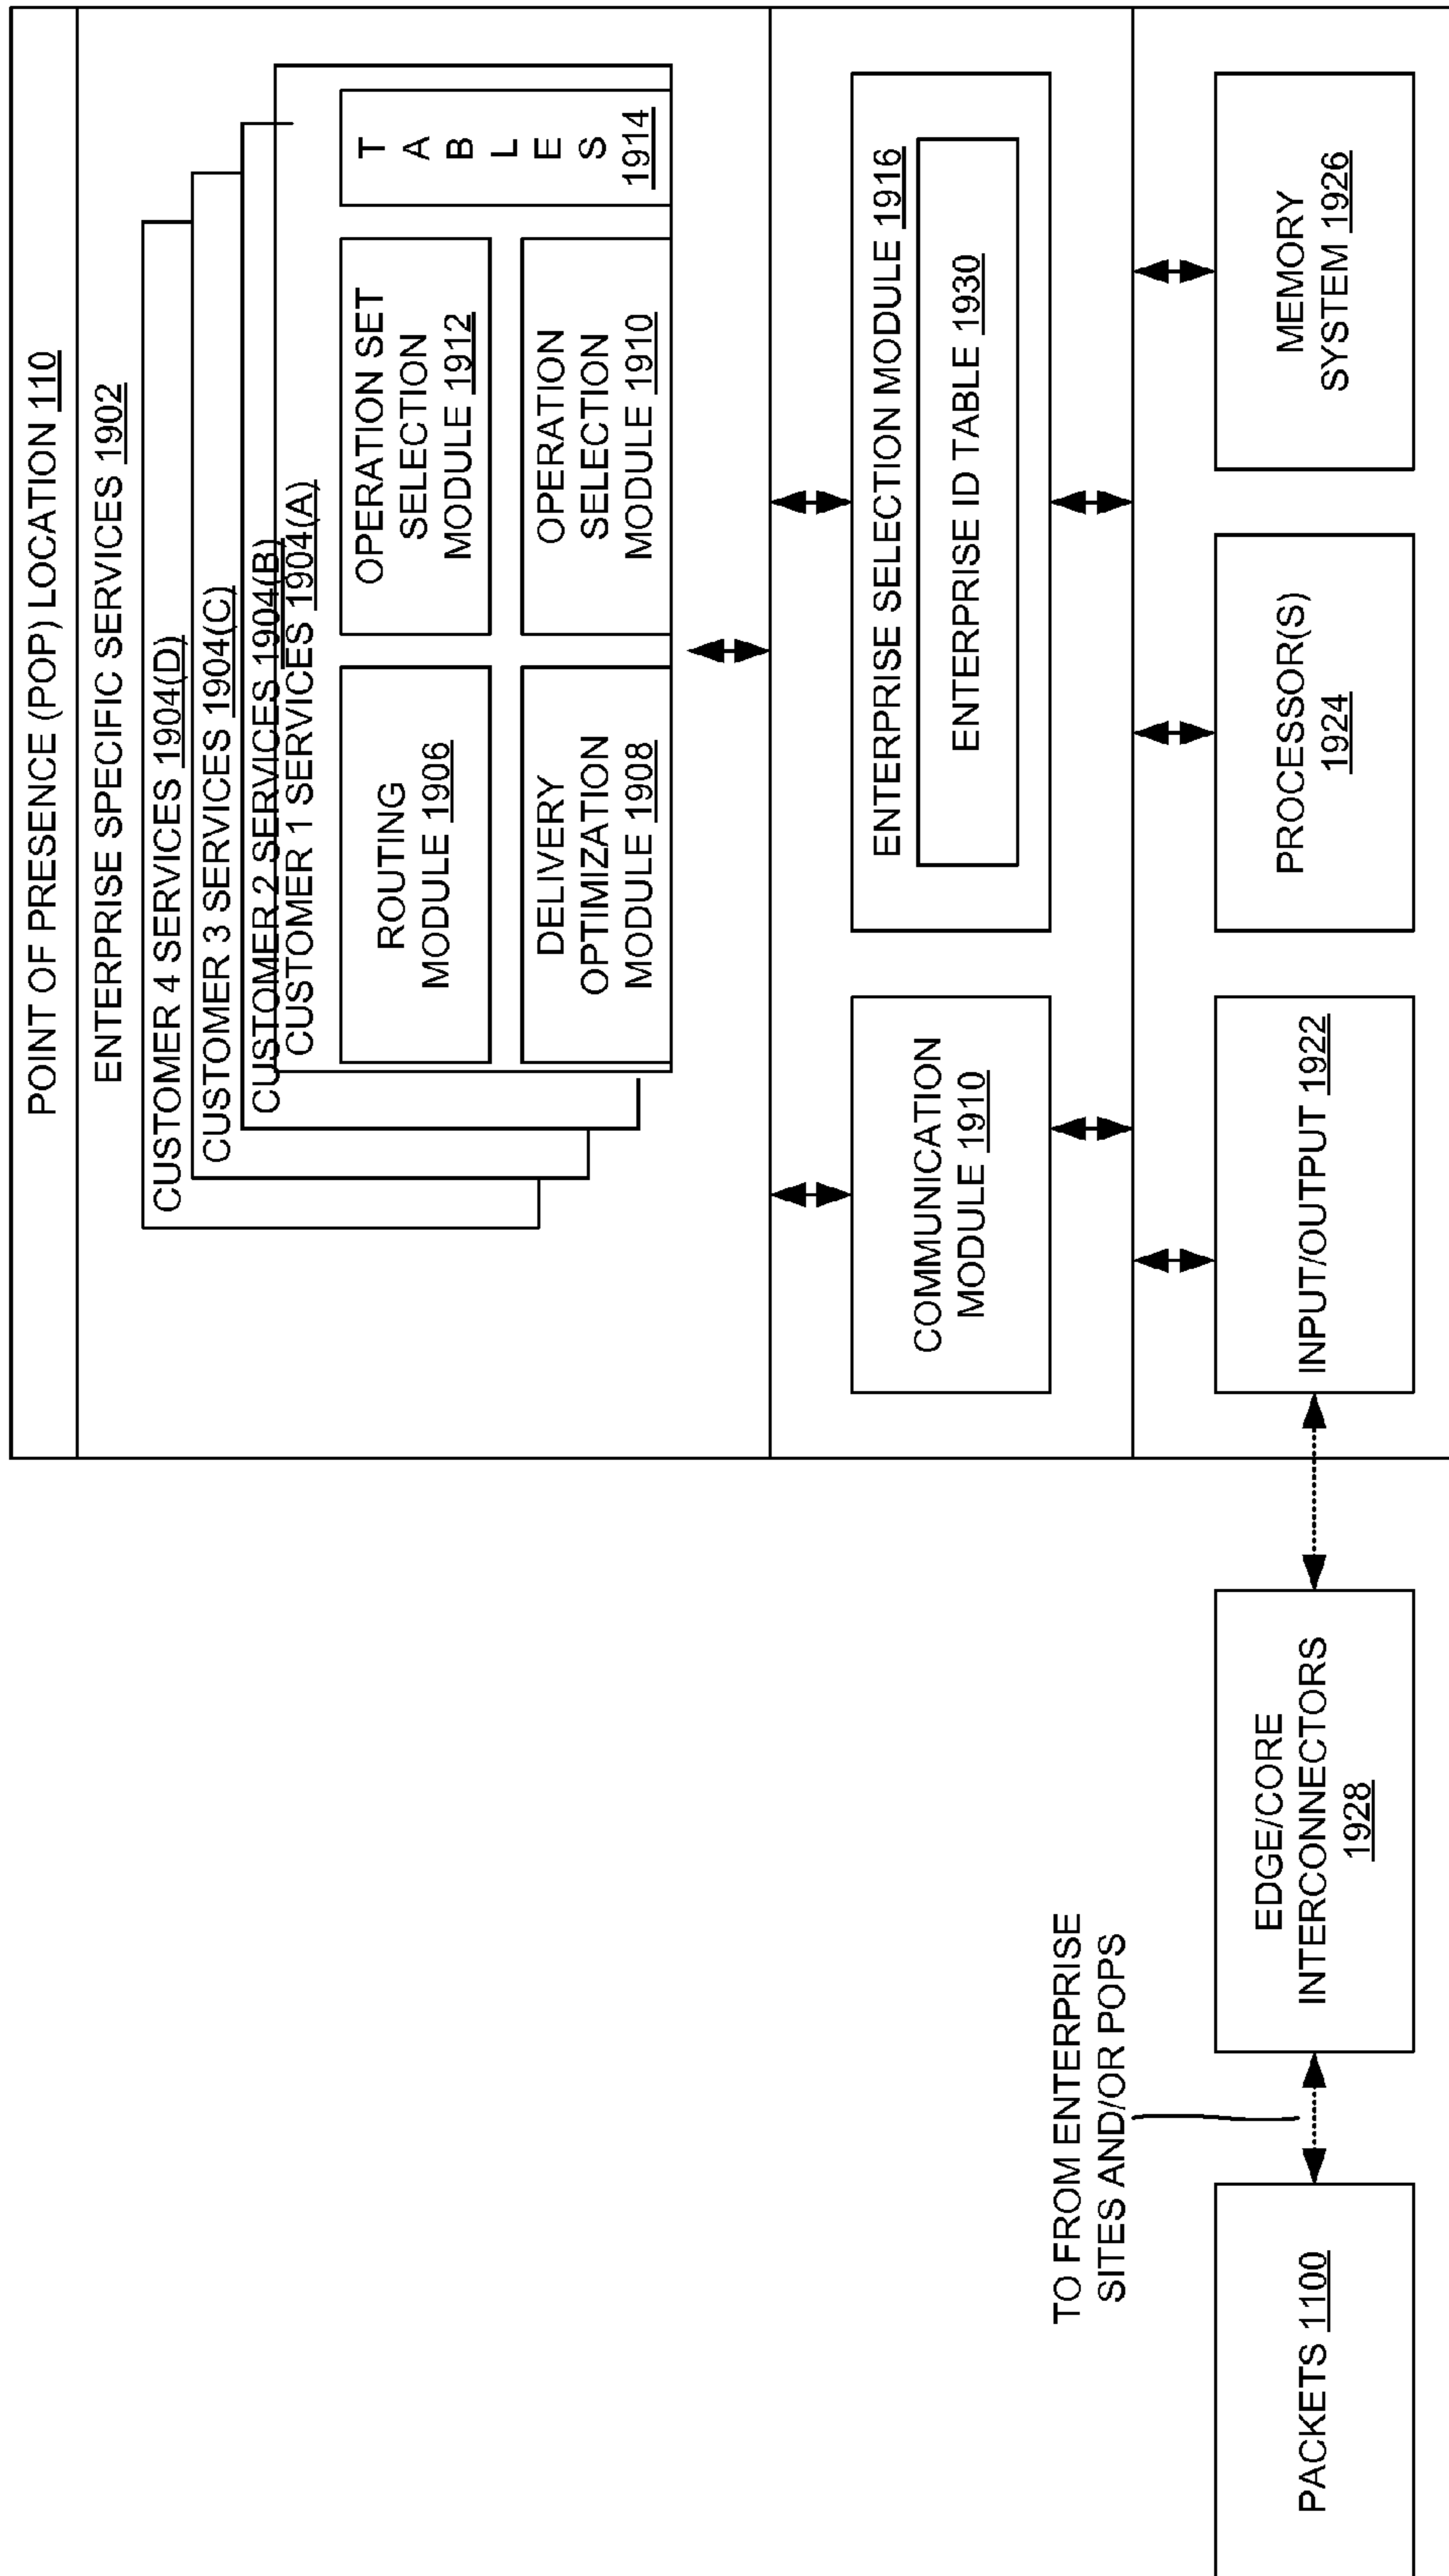 POINT OF PRESENCE (POP) LOCATION 110
ENTERPRISE SPECIFIC SERVICES 1902
CUSTOMER 4 SERVICES 1904(D)
CUSTOMER 3 SERVICES 1904(C)
CUSTOMER 2 SERVICES 1904(B)
CUSTOMER 1 SERVICES 1904(A)
ROUTING
MODULE 1906
OPERATION SET
SELECTION
MODULE 1912
TABLES
1914
DELIVERY
OPTIMIZATION
MODULE 1908
OPERATION
SELECTION
MODULE 1910
COMMUNICATION
MODULE 1910
ENTERPRISE SELECTION MODULE 1916
ENTERPRISE ID TABLE 1930
TO FROM ENTERPRISE
SITES AND/OR POPS
PACKETS 1100
EDGE/CORE
INTERCONNECTORS
1928
INPUT/OUTPUT 1922
PROCESSOR(S)
1924
MEMORY
SYSTEM 1926